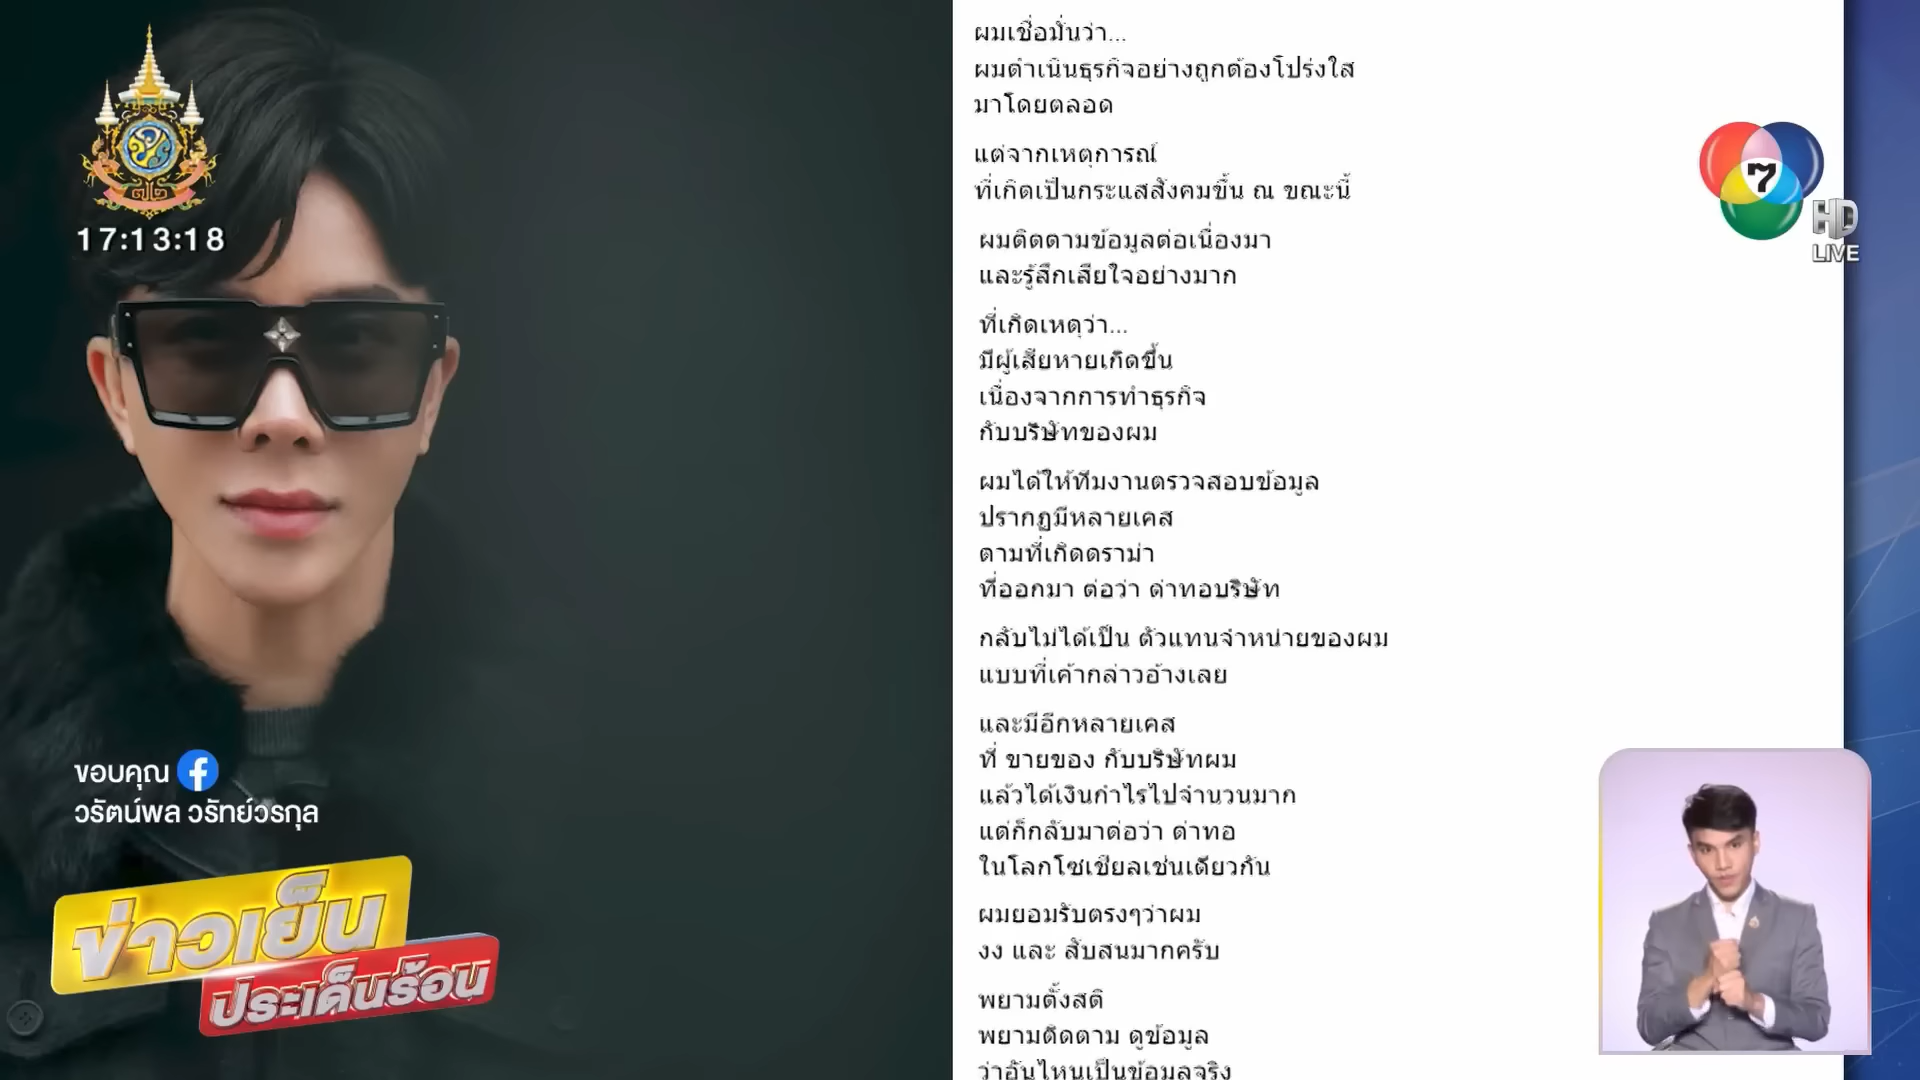 ๗๒
17:13:18
ขอบคุณ
วรัตน์พล วรัทย์วรกุล
ข่าวเย็น
ประเด็นร้อน
ผมเชื่อมั่นว่า...
ผมดำเนินธุรกิจอย่างถูกต้องโปร่งใส
มาโดยตลอด
แต่จากเหตุการณ์
ที่เกิดเป็นกระแสสังคมขึ้น ณ ขณะนี้
ผมติดตามข้อมูลต่อเนื่องมา
และรู้สึกเสียใจอย่างมาก
ที่เกิดเหตุว่า...
มีผู้เสียหายเกิดขึ้น
เนื่องจากการทำธุรกิจ
กับบริษัทของผม
ผมได้ให้ทีมงานตรวจสอบข้อมูล
ปรากฏมีหลายเคส
ตามที่เกิดดราม่า
ที่ออกมา ต่อว่า ด่าทอบริษัท
กลับไม่ได้เป็น ตัวแทนจำหน่ายของผม
แบบที่เค้ากล่าวอ้างเลย
และมีอีกหลายเคส
ที่ ขายของ กับบริษัทผม
แล้วได้เงินกำไรไปจำนวนมาก
แต่ก็กลับมาต่อว่า ด่าทอ
ในโลกโซเชียลเช่นเดียวกัน
ผมยอมรับตรงๆว่าผม
งง และ สับสนมากครับ
พยามตั้งสติ
พยามติดตาม ดูข้อมูล
ว่าอันไหนเป็นข้อมูลจริง
7
HD
LIVE